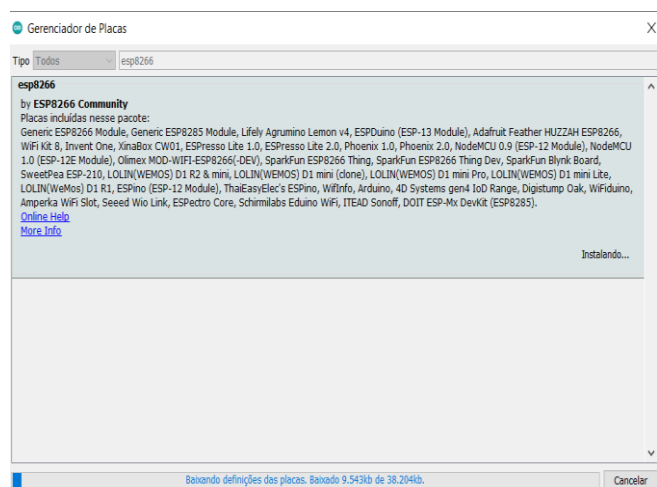 Gerenciador de Placas
Tipo Todos esp8266
esp8266
by ESP8266 Community
Placas incluídas nesse pacote:
Generic ESP8266 Module, Generic ESP8285 Module, Lifely Agrumino Lemon v4, ESPDuino (ESP-13 Module), Adafruit Feather HUZZAH ESP8266,
WiFi Kit 8, Invent One, XinaBox CW01, ESPresso Lite 1.0, ESPresso Lite 2.0, Phoenix 1.0, Phoenix 2.0, NodeMCU 0.9 (ESP-12 Module), NodeMCU
1.0 (ESP-12E Module), Olimex MOD-WIFI-ESP8266(-DEV), SparkFun ESP8266 Thing, SparkFun ESP8266 Thing Dev, SparkFun Blynk Board,
SweetPea ESP-210, LOLIN(WEMOS) D1 R2 & mini, LOLIN(WEMOS) D1 mini (clone), LOLIN(WEMOS) D1 mini Pro, LOLIN(WEMOS) D1 mini Lite,
LOLIN(WeMos) D1 R1, ESPino (ESP-12 Module), ThaiEasyElec's ESPino, WifInfo, Arduino, 4D Systems gen4 IoD Range, Digistump Oak, WiFiduino,
Amperka WiFi Slot, Seeed Wio Link, ESPectro Core, Schirmilabs Eduino WiFi, ITEAD Sonoff, DOIT ESP-Mx DevKit (ESP8285).
Online Help
More Info
Instalando...
Baixando definições das placas. Baixado 9.543kb de 38.204kb.
Cancelar